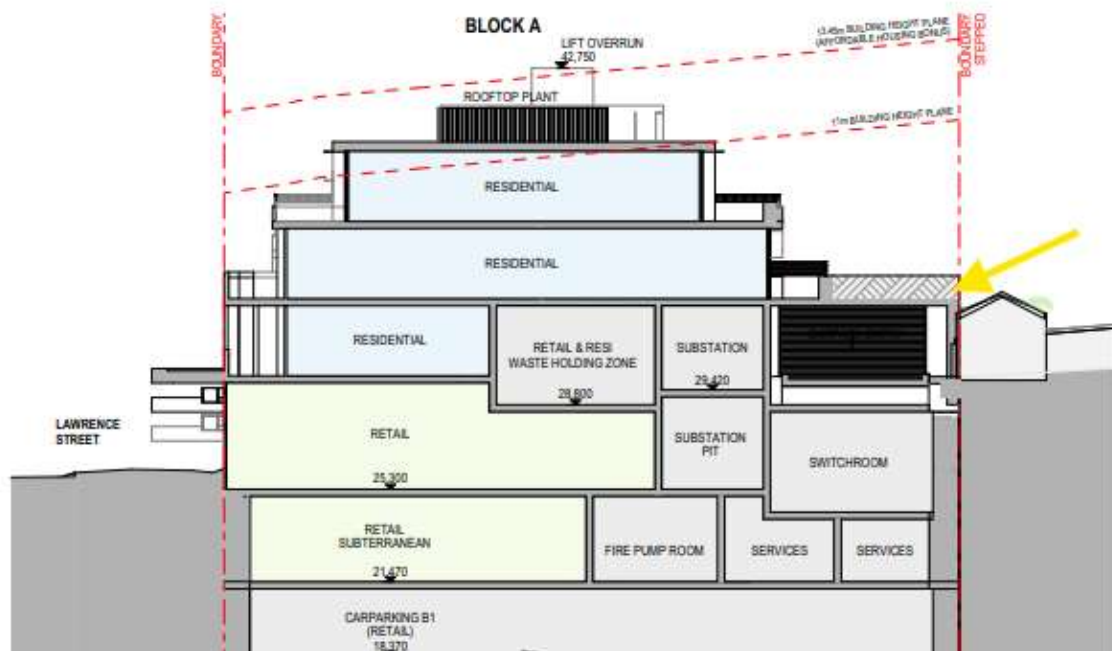 BLOCK A
13.45m BUILDING HEIGHT PLANE
(AFFORDABLE HOUSING BONUS)
BOUNDARY
BOUNDARY
STEPPED
LIFT OVERRUN
42,750
ROOFTOP PLANT
11m BUILDING HEIGHT PLANE
RESIDENTIAL
RESIDENTIAL
RESIDENTIAL
RETAIL & RESI
WASTE HOLDING ZONE
28,800
SUBSTATION
29,420
LAWRENCE
STREET
RETAIL
25,300
SUBSTATION
PIT
SWITCHROOM
RETAIL
SUBTERRANEAN
21,470
FIRE PUMP ROOM
SERVICES
SERVICES
CARPARKING B1
(RETAIL)
18,370